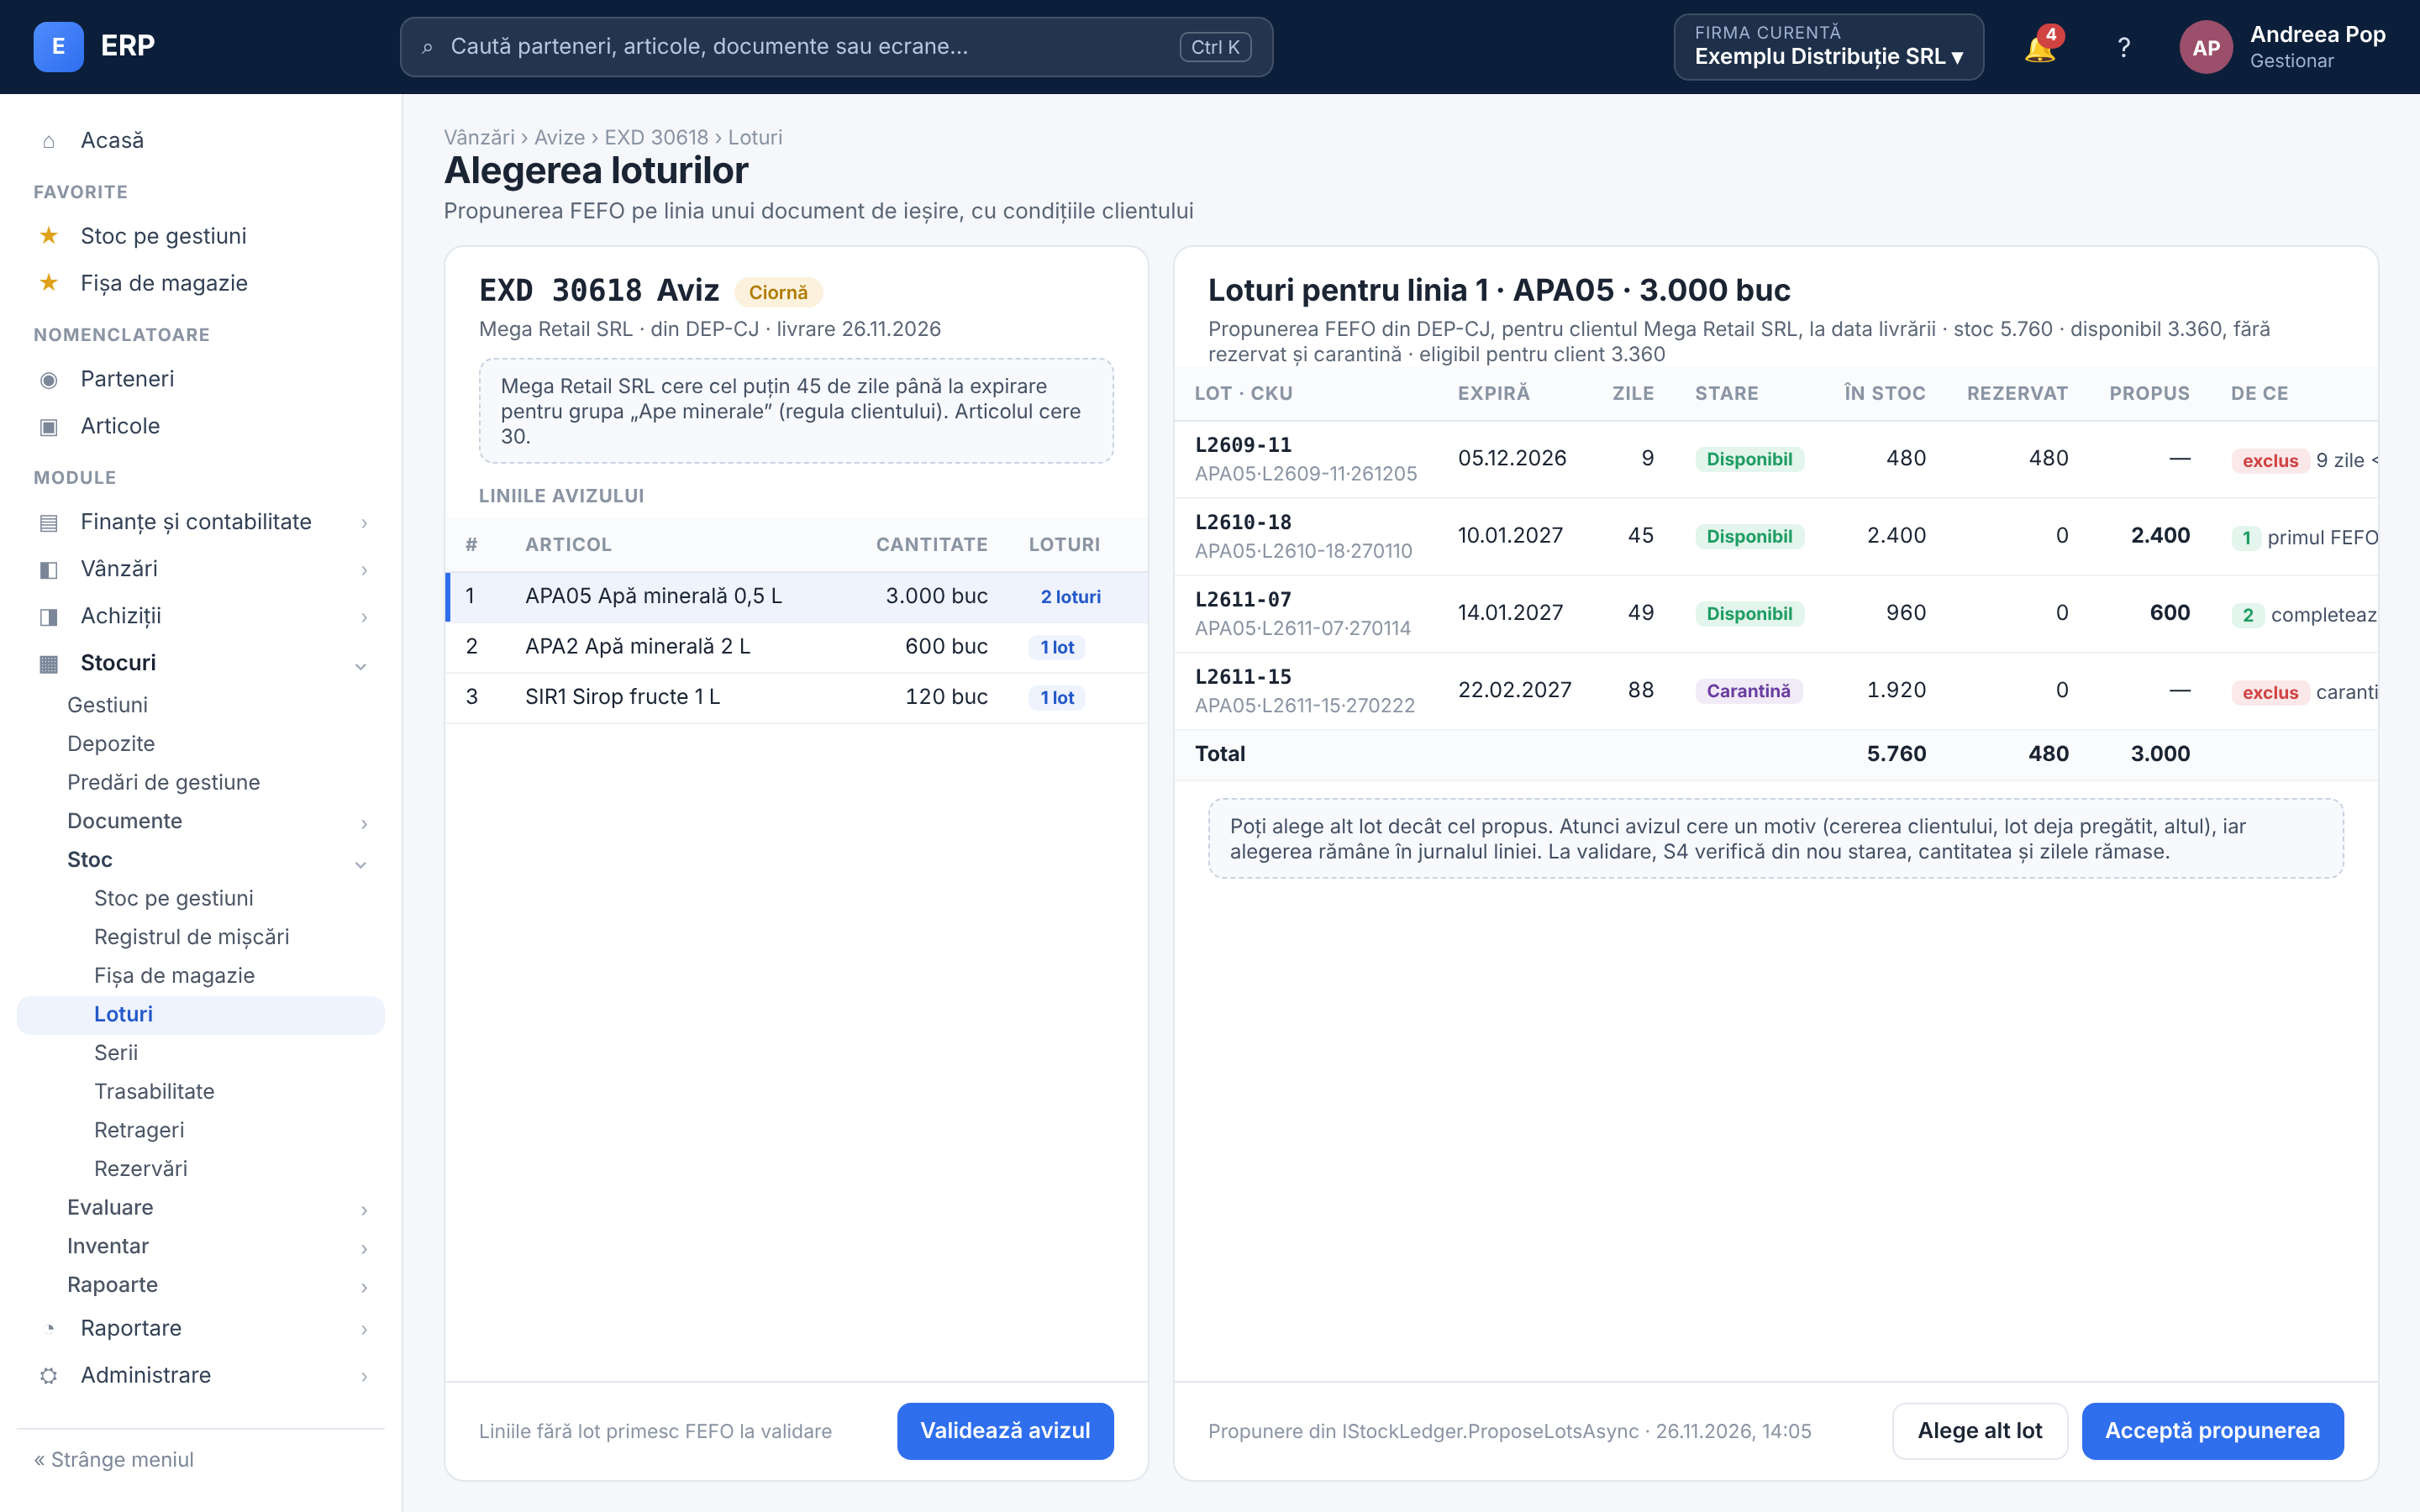 E ERP
Caută parteneri, articole, documente sau ecrane... Ctrl K
FIRMA CURENTĂ
Exemplu Distribuție SRL ▾
4
?
AP
Andreea Pop
Gestionar
Acasă
FAVORITE
★ Stoc pe gestiuni
★ Fișa de magazie
NOMENCLATOARE
Parteneri
Articole
MODULE
Finanțe și contabilitate ›
Vânzări ›
Achiziții ›
Stocuri
Gestiuni
Depozite
Predări de gestiune
Documente ›
Stoc
Stoc pe gestiuni
Registrul de mișcări
Fișa de magazie
Loturi
Serii
Trasabilitate
Retrageri
Rezervări
Evaluare ›
Inventar ›
Rapoarte ›
Raportare ›
Administrare ›
« Strânge meniul
Vânzări › Avize › EXD 30618 › Loturi
Alegerea loturilor
Propunerea FEFO pe linia unui document de ieșire, cu condițiile clientului
EXD 30618 Aviz Ciornă
Mega Retail SRL · din DEP-CJ · livrare 26.11.2026
Mega Retail SRL cere cel puțin 45 de zile până la expirare
pentru grupa „Ape minerale” (regula clientului). Articolul cere
30.
LINIILE AVIZULUI
# ARTICOL CANTITATE LOTURI
1 APA05 Apă minerală 0,5 L 3.000 buc 2 loturi
2 APA2 Apă minerală 2 L 600 buc 1 lot
3 SIR1 Sirop fructe 1 L 120 buc 1 lot
Liniile fără lot primesc FEFO la validare Validează avizul
Loturi pentru linia 1 · APA05 · 3.000 buc
Propunerea FEFO din DEP-CJ, pentru clientul Mega Retail SRL, la data livrării · stoc 5.760 · disponibil 3.360, fără
rezervat și carantină · eligibil pentru client 3.360
LOT · CKU EXPIRĂ ZILE STARE ÎN STOC REZERVAT PROPUS DE CE
L2609-11
APA05·L2609-11·261205 05.12.2026 9 Disponibil 480 480 — exclus 9 zile <
L2610-18
APA05·L2610-18·270110 10.01.2027 45 Disponibil 2.400 0 2.400 1 primul FEFO
L2611-07
APA05·L2611-07·270114 14.01.2027 49 Disponibil 960 0 600 2 completeaz
L2611-15
APA05·L2611-15·270222 22.02.2027 88 Carantină 1.920 0 — exclus caranti
Total 5.760 480 3.000
Poți alege alt lot decât cel propus. Atunci avizul cere un motiv (cererea clientului, lot deja pregătit, altul), iar
alegerea rămâne în jurnalul liniei. La validare, S4 verifică din nou starea, cantitatea și zilele rămase.
Propunere din IStockLedger.ProposeLotsAsync · 26.11.2026, 14:05 Alege alt lot Acceptă propunerea